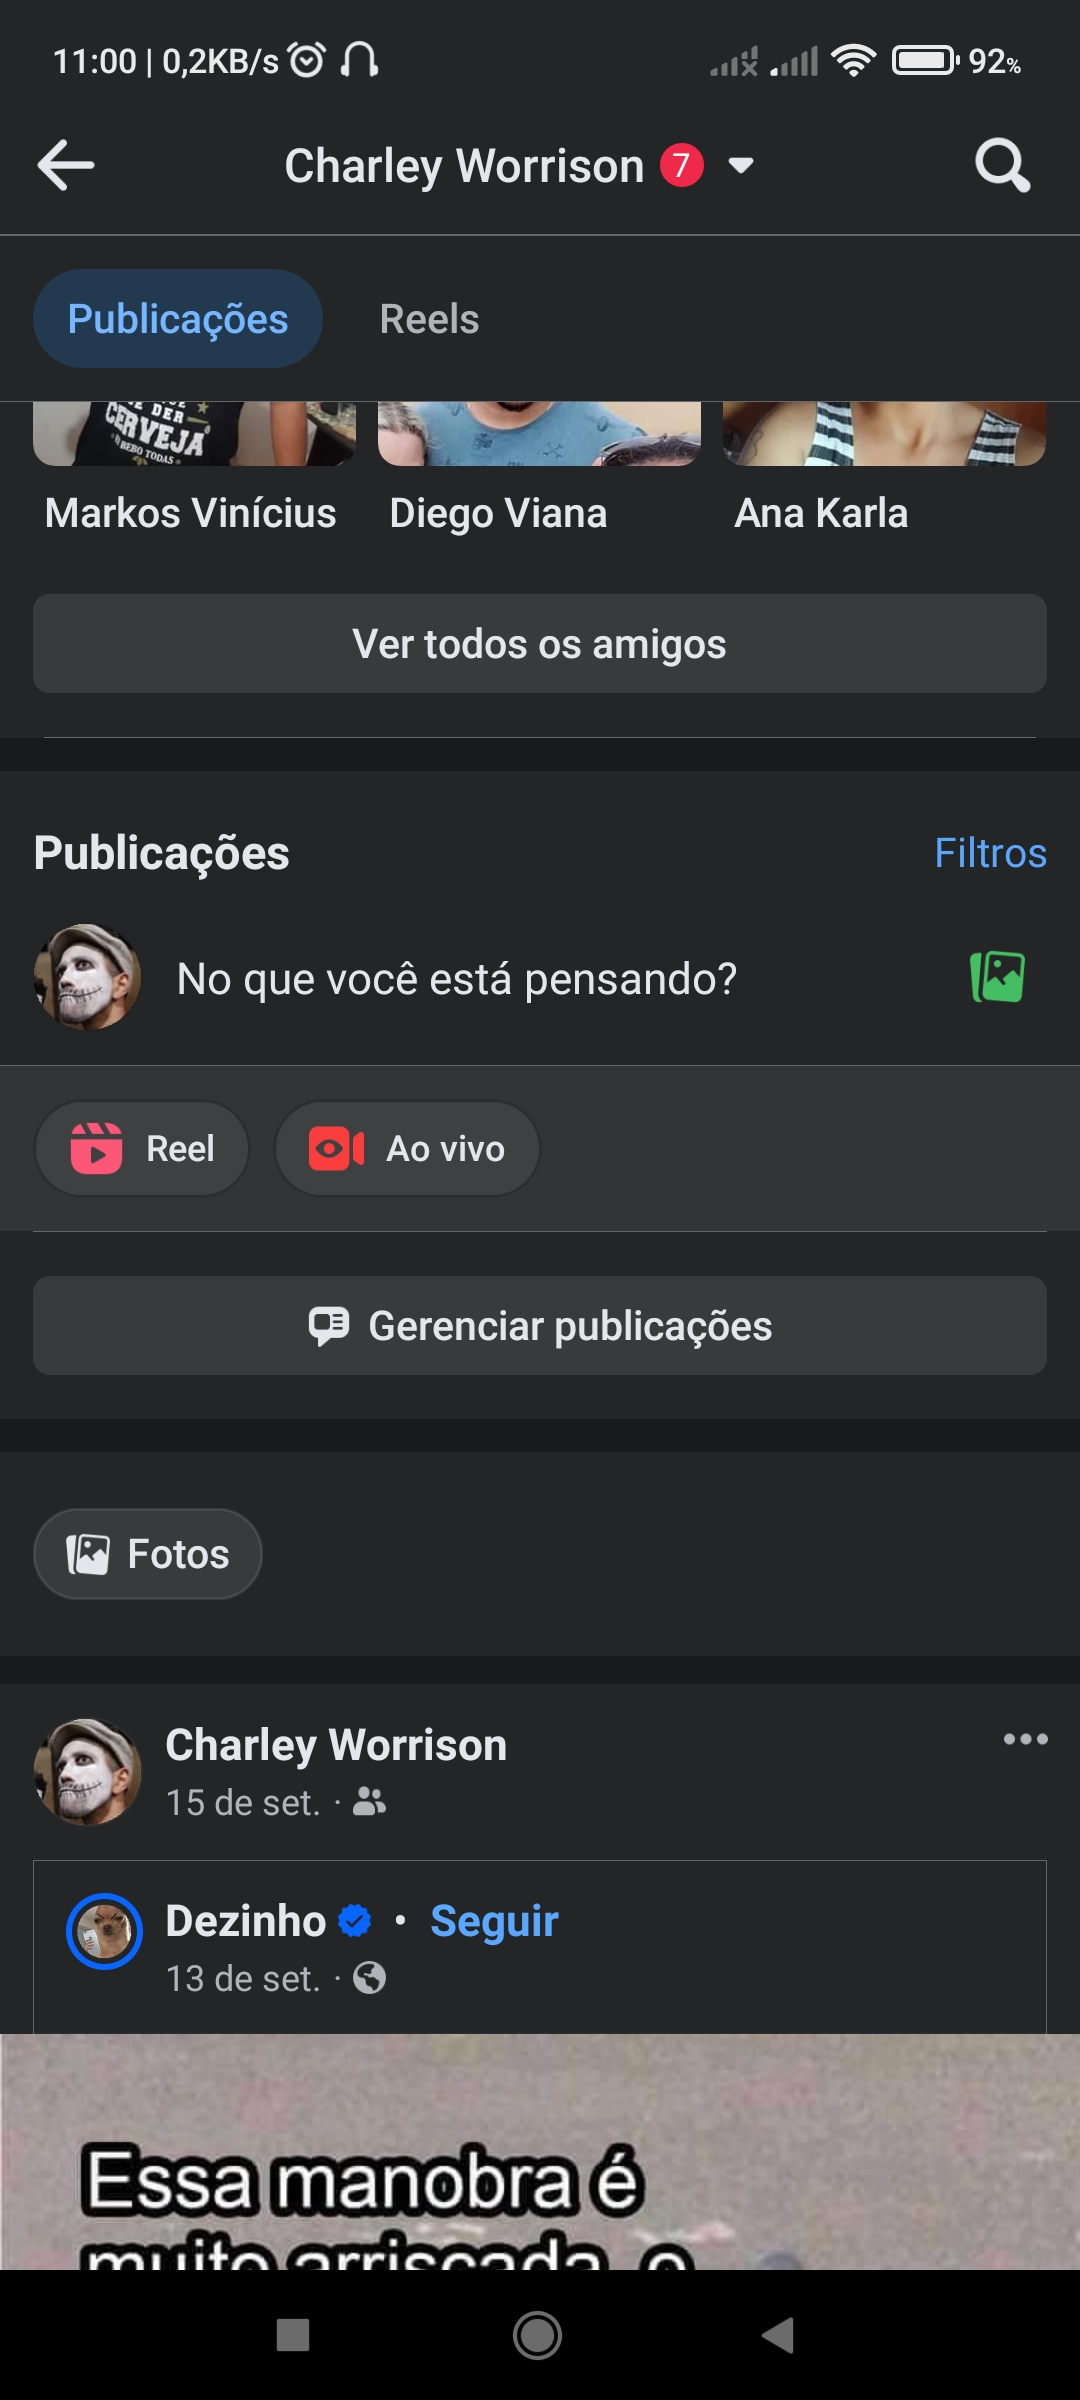 11:00 | 0,2KB/s
92%
Charley Worrison 7
Publicações
Reels
DER
CERVEJA
BEBO TODAS
Markos Vinícius
Diego Viana
Ana Karla
Ver todos os amigos
Publicações
Filtros
No que você está pensando?
Reel
Ao vivo
Gerenciar publicações
Fotos
Charley Worrison
15 de set. ·
Dezinho • Seguir
13 de set. ·
Essa manobra é
muito arriscada, o